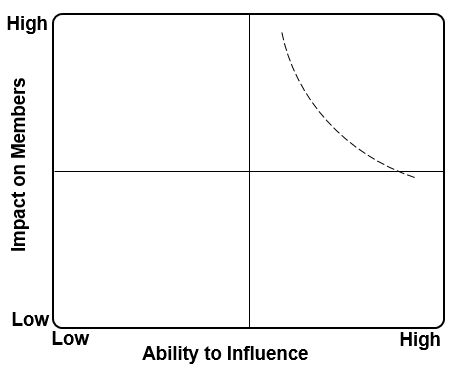 High
Impact on Members
Low
Low
High
Ability to Influence